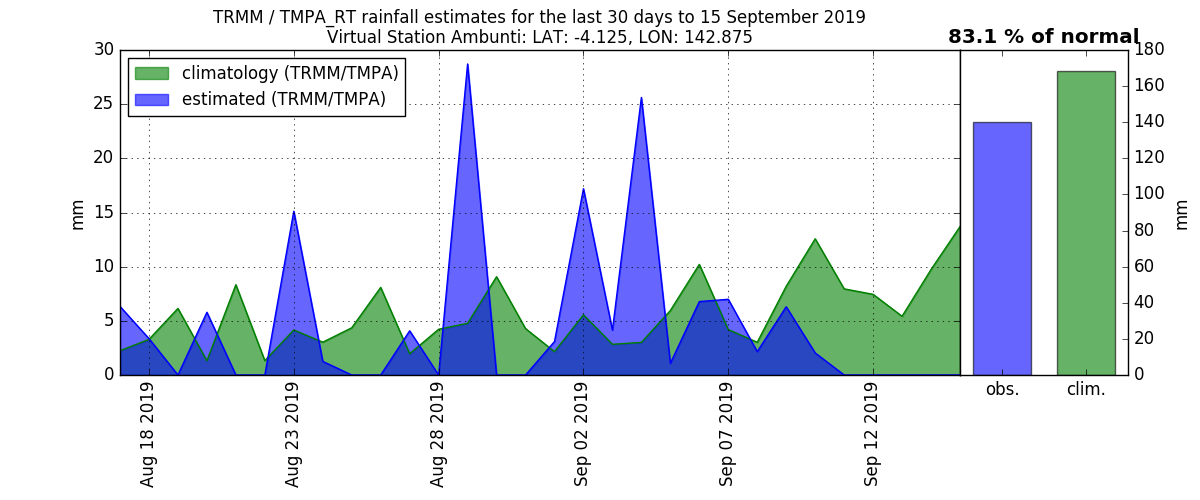 TRMM / TMPA_RT rainfall estimates for the last 30 days to 15 September 2019
Virtual Station Ambunti: LAT: -4.125, LON: 142.875
83.1 % of normal
climatology (TRMM/TMPA)
estimated (TRMM/TMPA)
30
25
20
15
10
5
0
mm
Aug 18 2019
Aug 23 2019
Aug 28 2019
Sep 02 2019
Sep 07 2019
Sep 12 2019
180
160
140
120
100
80
60
40
20
0
mm
obs.
clim.